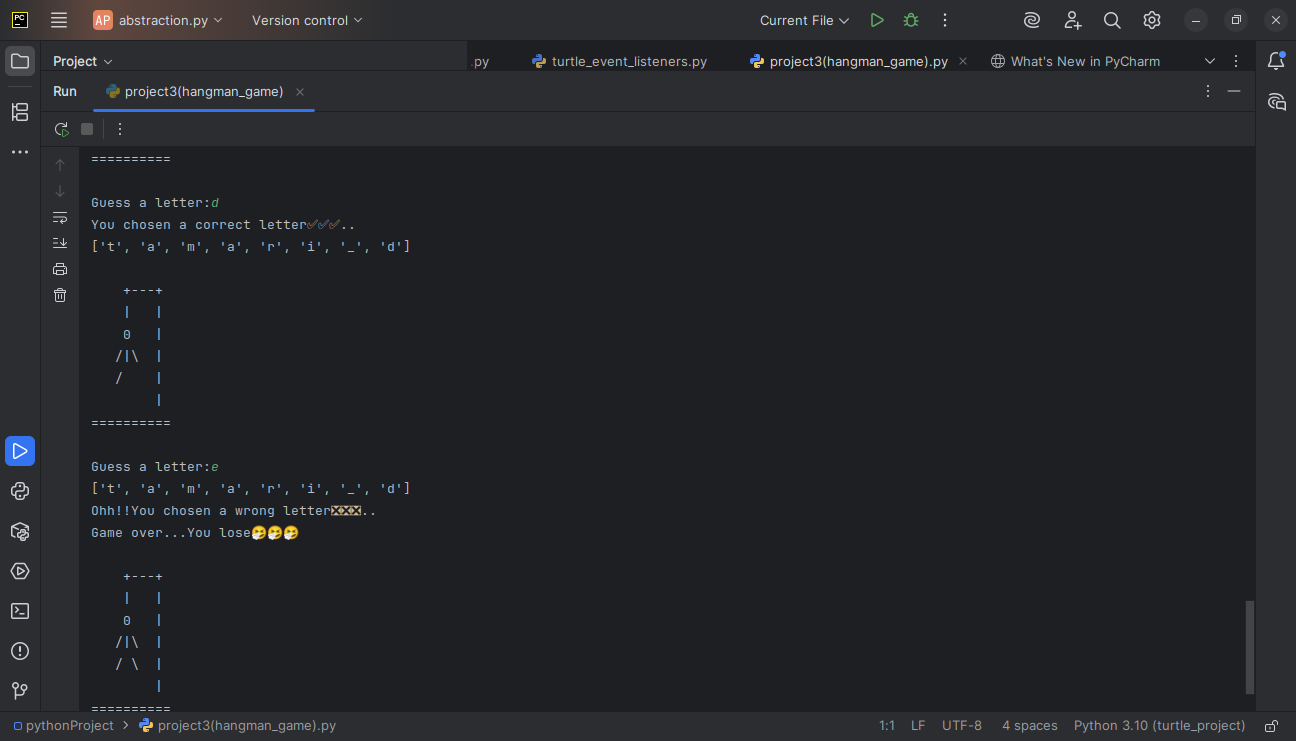 PC
AP abstraction.py Version control Current File
Project .py turtle_event_listeners.py project3(hangman_game).py What's New in PyCharm
Run project3(hangman_game)
==========
Guess a letter:d
You chosen a correct letter✅✅✅..
['t', 'a', 'm', 'a', 'r', 'i', '_', 'd']
    +---+
    |   |
    0   |
   /|\  |
   /    |
        |
==========
Guess a letter:e
['t', 'a', 'm', 'a', 'r', 'i', '_', 'd']
Ohh!!You chosen a wrong letter❎❎❎..
Game over...You lose🤧🤧🤧
    +---+
    |   |
    0   |
   /|\  |
   / \  |
        |
==========
pythonProject > project3(hangman_game).py 1:1 LF UTF-8 4 spaces Python 3.10 (turtle_project)